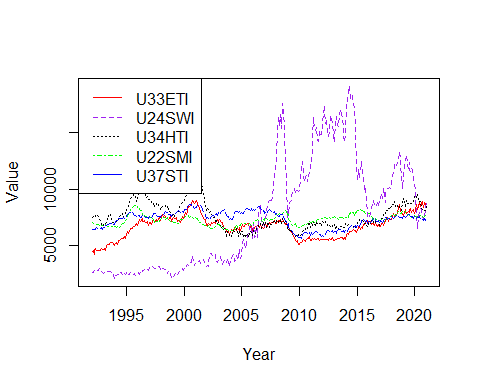 U33ETI
U24SWI
U34HTI
U22SMI
U37STI
Value
5000
10000
1995
2000
2005
2010
2015
2020
Year